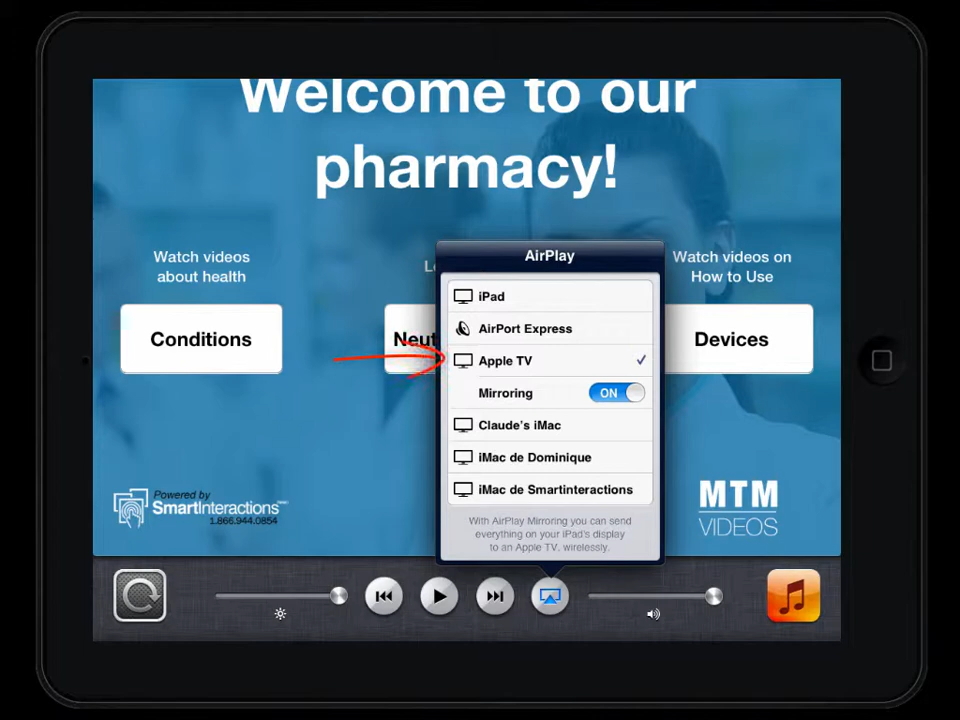 Welcome to our
pharmacy!
Watch videos
about health
Conditions
Watch videos on
How to Use
Devices
AirPlay
iPad
AirPort Express
Apple TV
Mirroring
ON
Claude's iMac
iMac de Dominique
iMac de Smartinteractions
With AirPlay Mirroring you can send
everything on your iPad's display
to an Apple TV, wirelessly.
Powered by
SmartInteractions
1.866.944.0854
MTM
VIDEOS